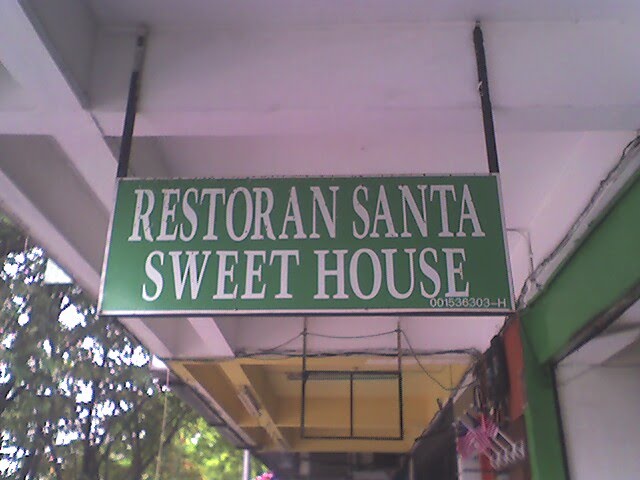 RESTORAN SANTA
SWEET HOUSE
001536303-H